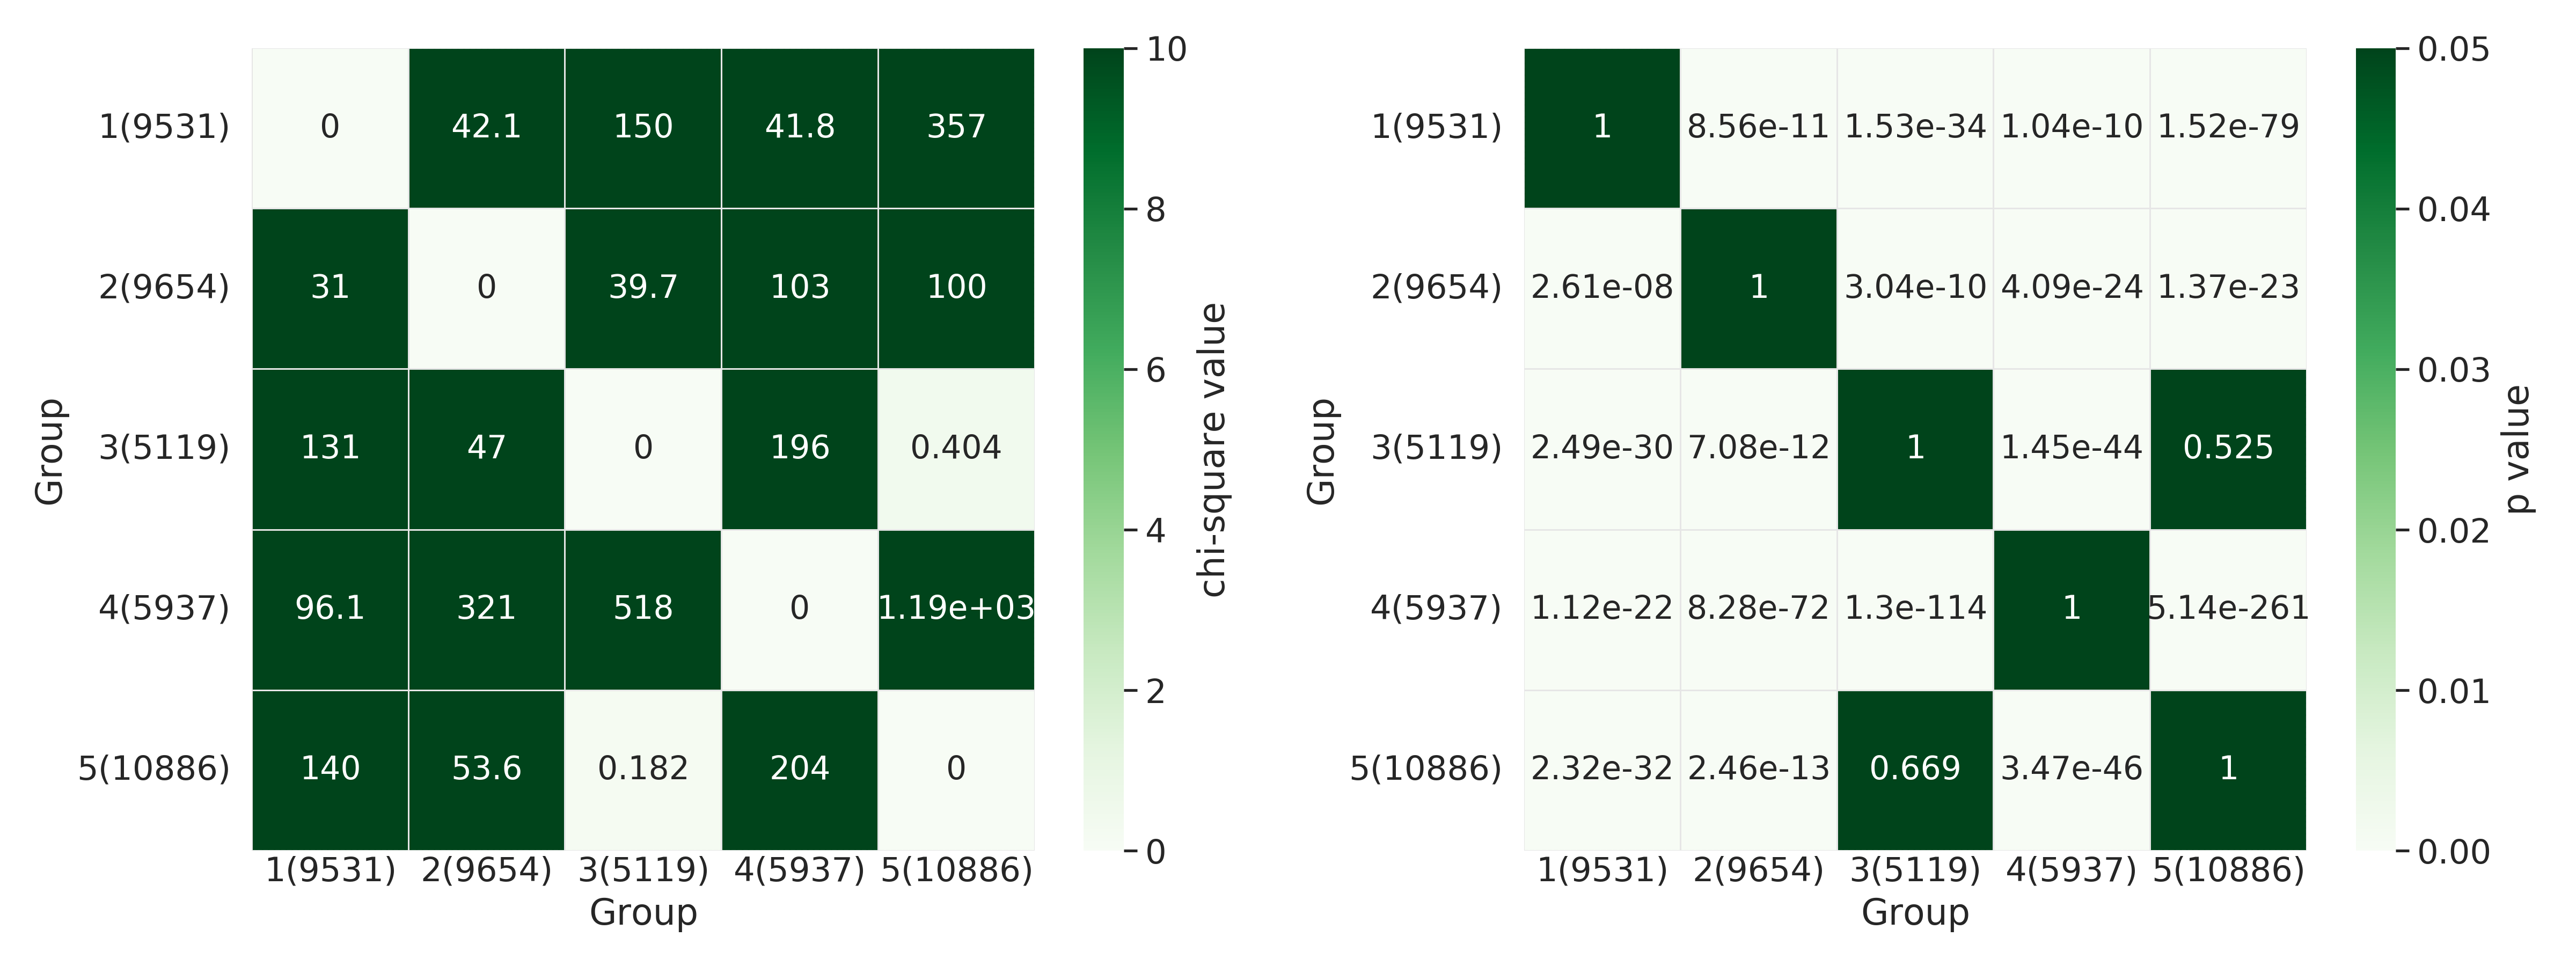 10
1(9531) 0 42.1 150 41.8 357
8
2(9654) 31 0 39.7 103 100
6
3(5119) 131 47 0 196 0.404
4
4(5937) 96.1 321 518 0 1.19e+03
2
5(10886) 140 53.6 0.182 204 0
0
1(9531) 2(9654) 3(5119) 4(5937) 5(10886)
Group
Group
chi-square value
0.05
1(9531) 1 8.56e-11 1.53e-34 1.04e-10 1.52e-79
0.04
2(9654) 2.61e-08 1 3.04e-10 4.09e-24 1.37e-23
0.03
3(5119) 2.49e-30 7.08e-12 1 1.45e-44 0.525
0.02
4(5937) 1.12e-22 8.28e-72 1.3e-114 1 5.14e-261
0.01
5(10886) 2.32e-32 2.46e-13 0.669 3.47e-46 1
0.00
1(9531) 2(9654) 3(5119) 4(5937) 5(10886)
Group
Group
p value